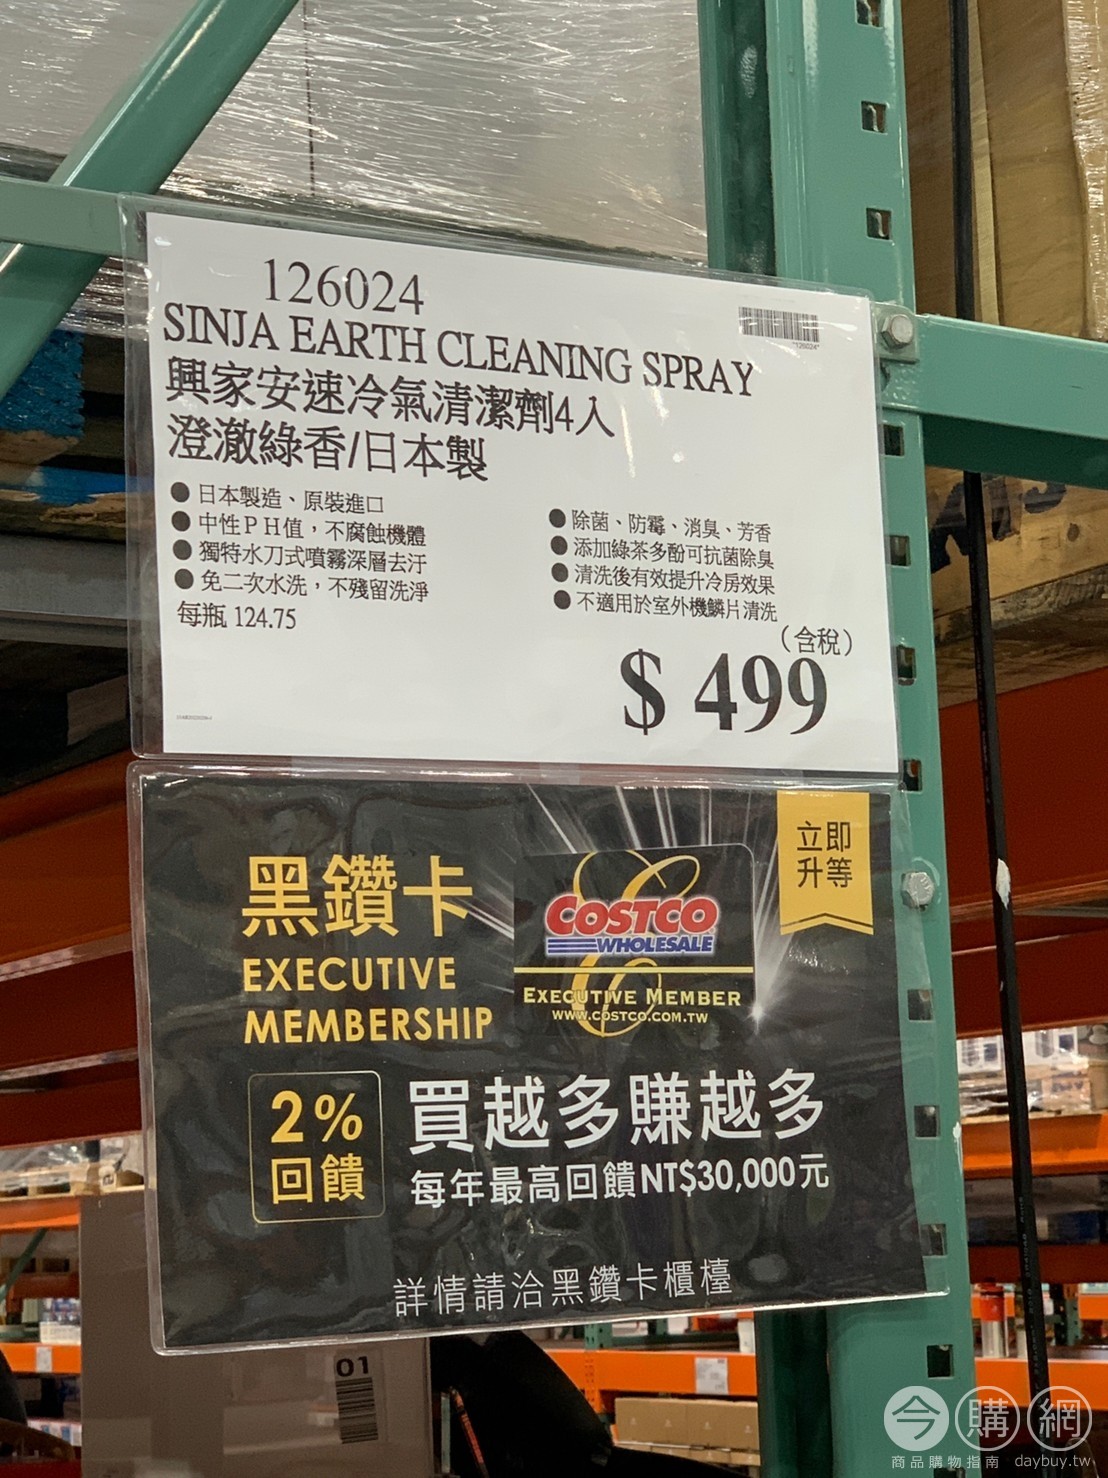 126024
SINJA EARTH CLEANING SPRAY
興家安速冷氣清潔劑4入
澄澈綠香/日本製
● 日本製造、原裝進口
● 中性ＰＨ值，不腐蝕機體
● 獨特水刀式噴霧深層去汙
● 免二次水洗，不殘留洗淨
每瓶 124.75
● 除菌、防霉、消臭、芳香
● 添加綠茶多酚可抗菌除臭
● 清洗後有效提升冷房效果
● 不適用於室外機鱗片清洗
（含稅）
$ 499
*126024*
黑鑽卡
EXECUTIVE
MEMBERSHIP
COSTCO
WHOLESALE
EXECUTIVE MEMBER
WWW.COSTCO.COM.TW
立即
升等
2%
回饋
買越多賺越多
每年最高回饋NT$30,000元
詳情請洽黑鑽卡櫃檯
01
今購網
商品購物指南 daybuy.tw